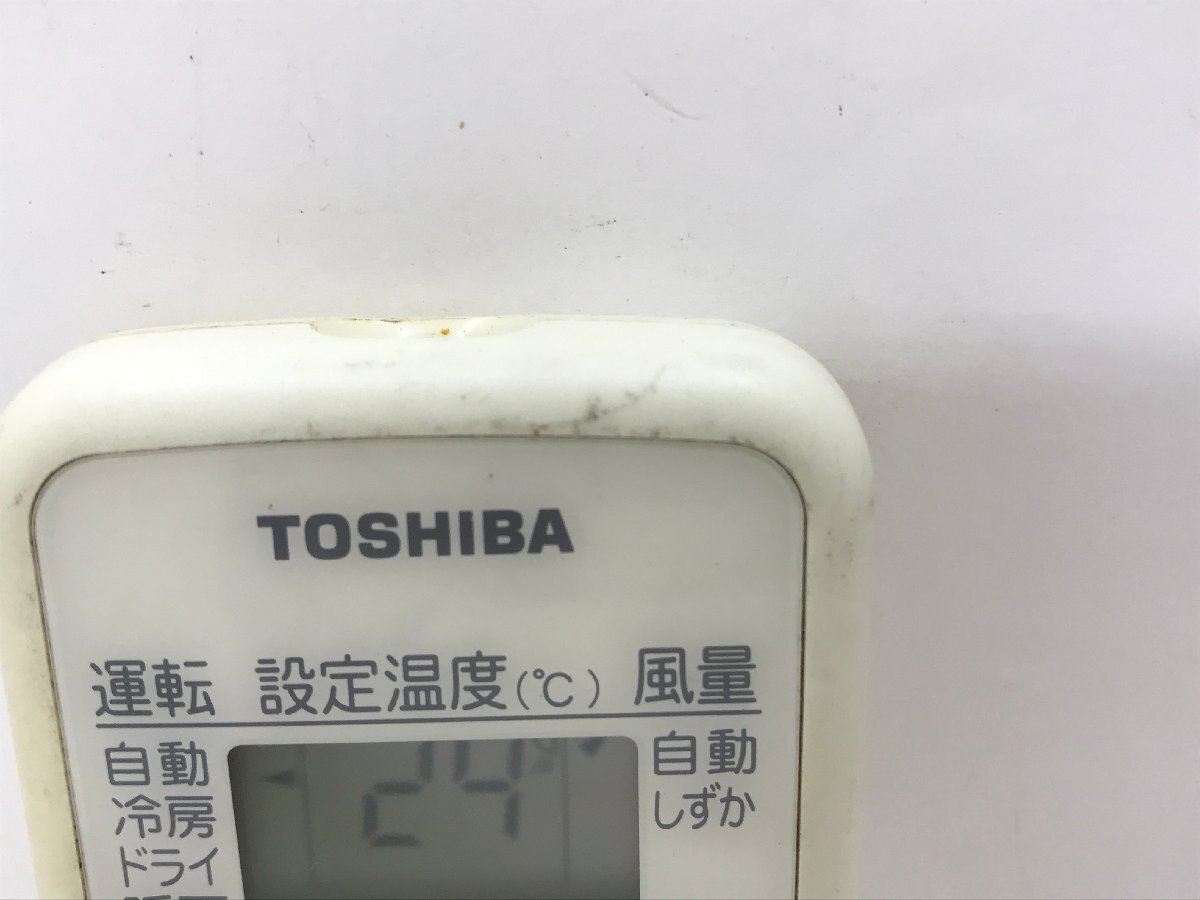 TOSHIBA
運転 設定温度(℃) 風量
自動 24 自動
冷房 しずか
ドライ